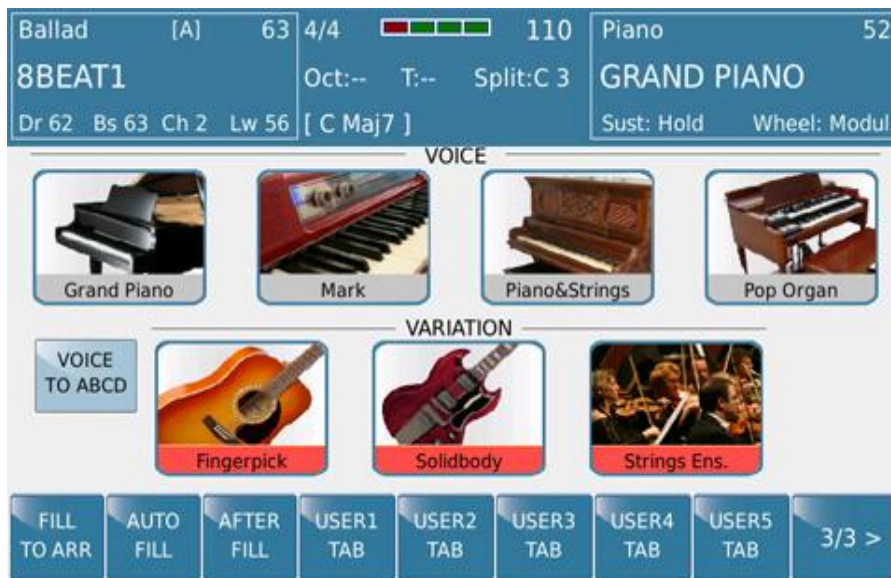 Ballad [A] 63
8BEAT1
Dr 62 Bs 63 Ch 2 Lw 56
4/4 110
Oct:-- T:-- Split:C 3
[ C Maj7 ]
Piano 52
GRAND PIANO
Sust: Hold Wheel: Modul
VOICE
Grand Piano Mark Piano&Strings Pop Organ
VARIATION
VOICE
TO ABCD
Fingerpick Solidbody Strings Ens.
FILL
TO ARR
AUTO
FILL
AFTER
FILL
USER1
TAB
USER2
TAB
USER3
TAB
USER4
TAB
USER5
TAB
3/3 >